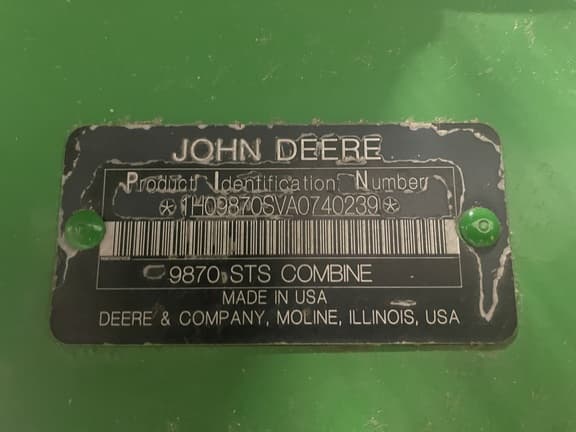 JOHN DEERE
Product Identification Number
*1H09870SVA0740239*
9870 STS COMBINE
MADE IN USA
DEERE & COMPANY, MOLINE, ILLINOIS, USA